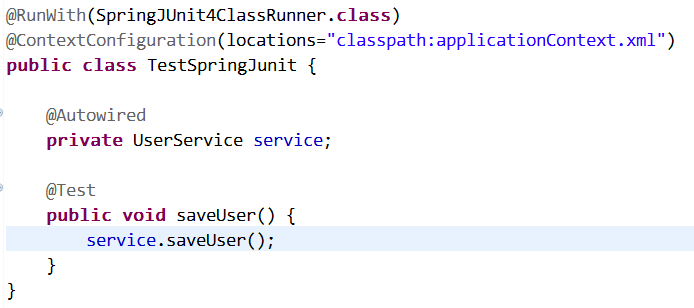 @RunWith(SpringJUnit4ClassRunner.class)
@ContextConfiguration(locations="classpath:applicationContext.xml")
public class TestSpringJunit {
@Autowired
private UserService service;
@Test
public void saveUser() {
service.saveUser();
}
}